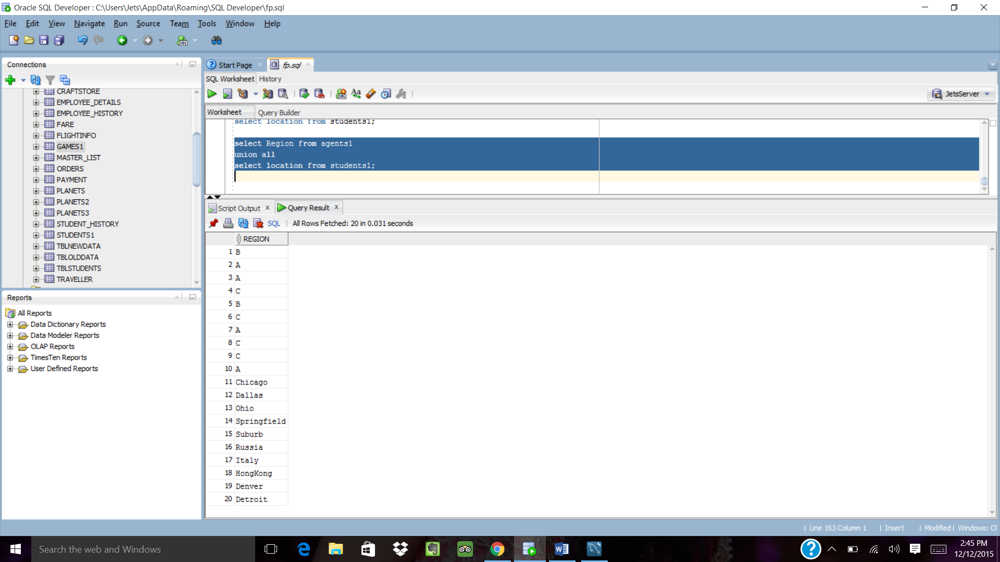 Oracle SQL Developer : C:\Users\Jets\AppData\Roaming\SQL Developer\fp.sql
File Edit View Navigate Run Source Team Tools Window Help
Connections
CRAFTSTORE
EMPLOYEE_DETAILS
EMPLOYEE_HISTORY
FARE
FLIGHTINFO
GAMES1
MASTER_LIST
ORDERS
PAYMENT
PLANETS
PLANETS2
PLANETS3
STUDENT_HISTORY
STUDENTS1
TBLNEWDATA
TBLOLDDATA
TBLSTUDENTS
TRAVELLER
Reports
All Reports
Data Dictionary Reports
Data Modeler Reports
OLAP Reports
TimesTen Reports
User Defined Reports
Start Page fp.sql
SQL Worksheet History
JetsServer
Worksheet Query Builder
select location from students1;
select Region from agents1
union all
select location from students1;
Script Output Query Result
SQL All Rows Fetched: 20 in 0.031 seconds
REGION
1 B
2 A
3 A
4 C
5 B
6 C
7 A
8 C
9 C
10 A
11 Chicago
12 Dallas
13 Ohio
14 Springfield
15 Suburb
16 Russia
17 Italy
18 HongKong
19 Denver
20 Detroit
Line 163 Column 1 Insert Modified Windows: CF
Search the web and Windows
2:45 PM
12/12/2015